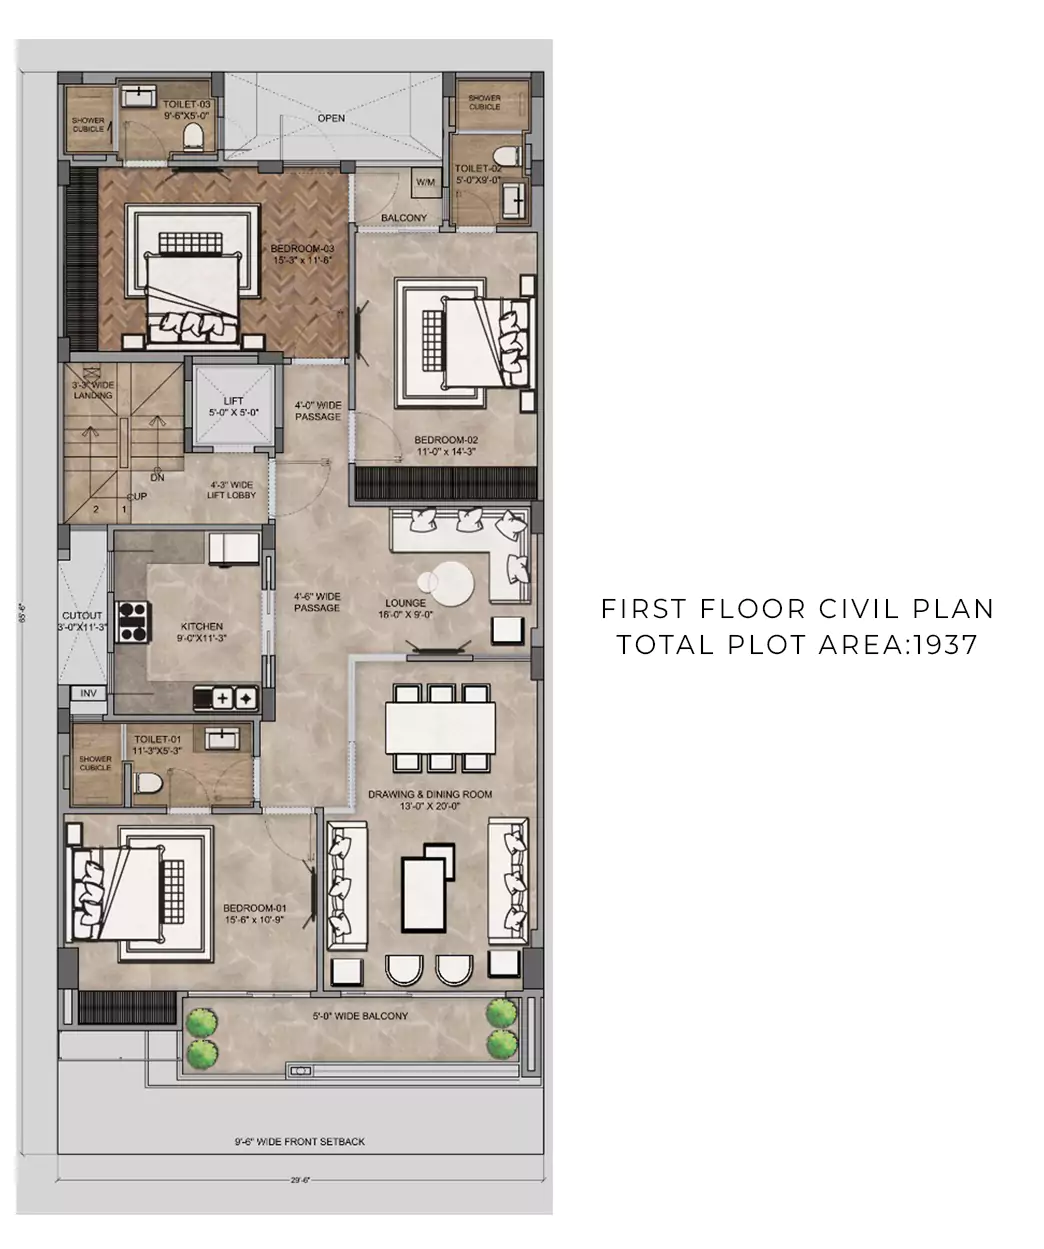 TOILET-03
9'-6"X5'-0"
SHOWER
CUBICLE
OPEN
SHOWER
CUBICLE
TOILET-02
5'-0"X9'-0"
W/M
BALCONY
BEDROOM-03
15'-3" x 11'-6"
3'-3" WIDE
LANDING
LIFT
5'-0" X 5'-0"
4'-0" WIDE
PASSAGE
BEDROOM-02
11'-0" x 14'-3"
DN
UP
2 1
4'-3" WIDE
LIFT LOBBY
CUTOUT
3'-0"X11'-3"
KITCHEN
9'-0"X11'-3"
4'-6" WIDE
PASSAGE
LOUNGE
16'-0" X 9'-0"
65'-6"
FIRST FLOOR CIVIL PLAN
TOTAL PLOT AREA:1937
INV
TOILET-01
11'-3"X5'-3"
SHOWER
CUBICLE
DRAWING & DINING ROOM
13'-0" X 20'-0"
BEDROOM-01
15'-6" x 10'-9"
5'-0" WIDE BALCONY
9'-6" WIDE FRONT SETBACK
29'-6"